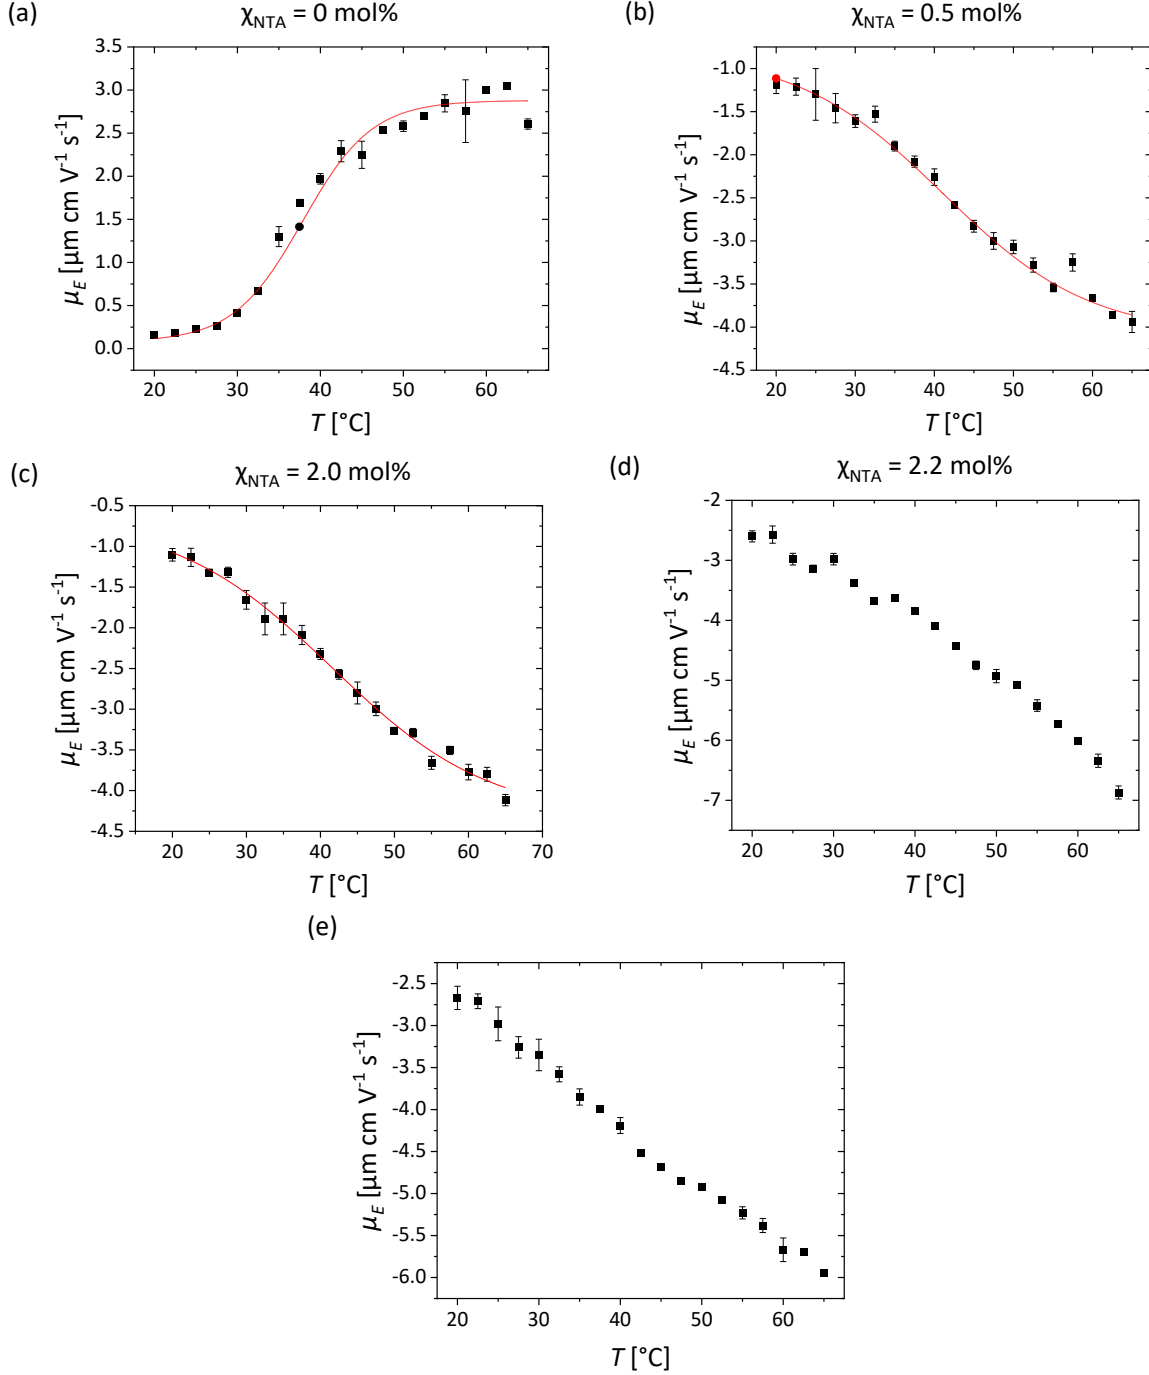 (a)
χNTA = 0 mol%
3.5
3.0
2.5
2.0
1.5
1.0
0.5
0.0
μE [μm cm V-1 s-1]
20 30 40 50 60
T [°C]
(b)
χNTA = 0.5 mol%
-1.0
-1.5
-2.0
-2.5
-3.0
-3.5
-4.0
-4.5
μE [μm cm V-1 s-1]
20 30 40 50 60
T [°C]
(c)
χNTA = 2.0 mol%
-0.5
-1.0
-1.5
-2.0
-2.5
-3.0
-3.5
-4.0
-4.5
μE [μm cm V-1 s-1]
20 30 40 50 60 70
T [°C]
(d)
χNTA = 2.2 mol%
-2
-3
-4
-5
-6
-7
μE [μm cm V-1 s-1]
20 30 40 50 60
T [°C]
(e)
-2.5
-3.0
-3.5
-4.0
-4.5
-5.0
-5.5
-6.0
μE [μm cm V-1 s-1]
20 30 40 50 60
T [°C]